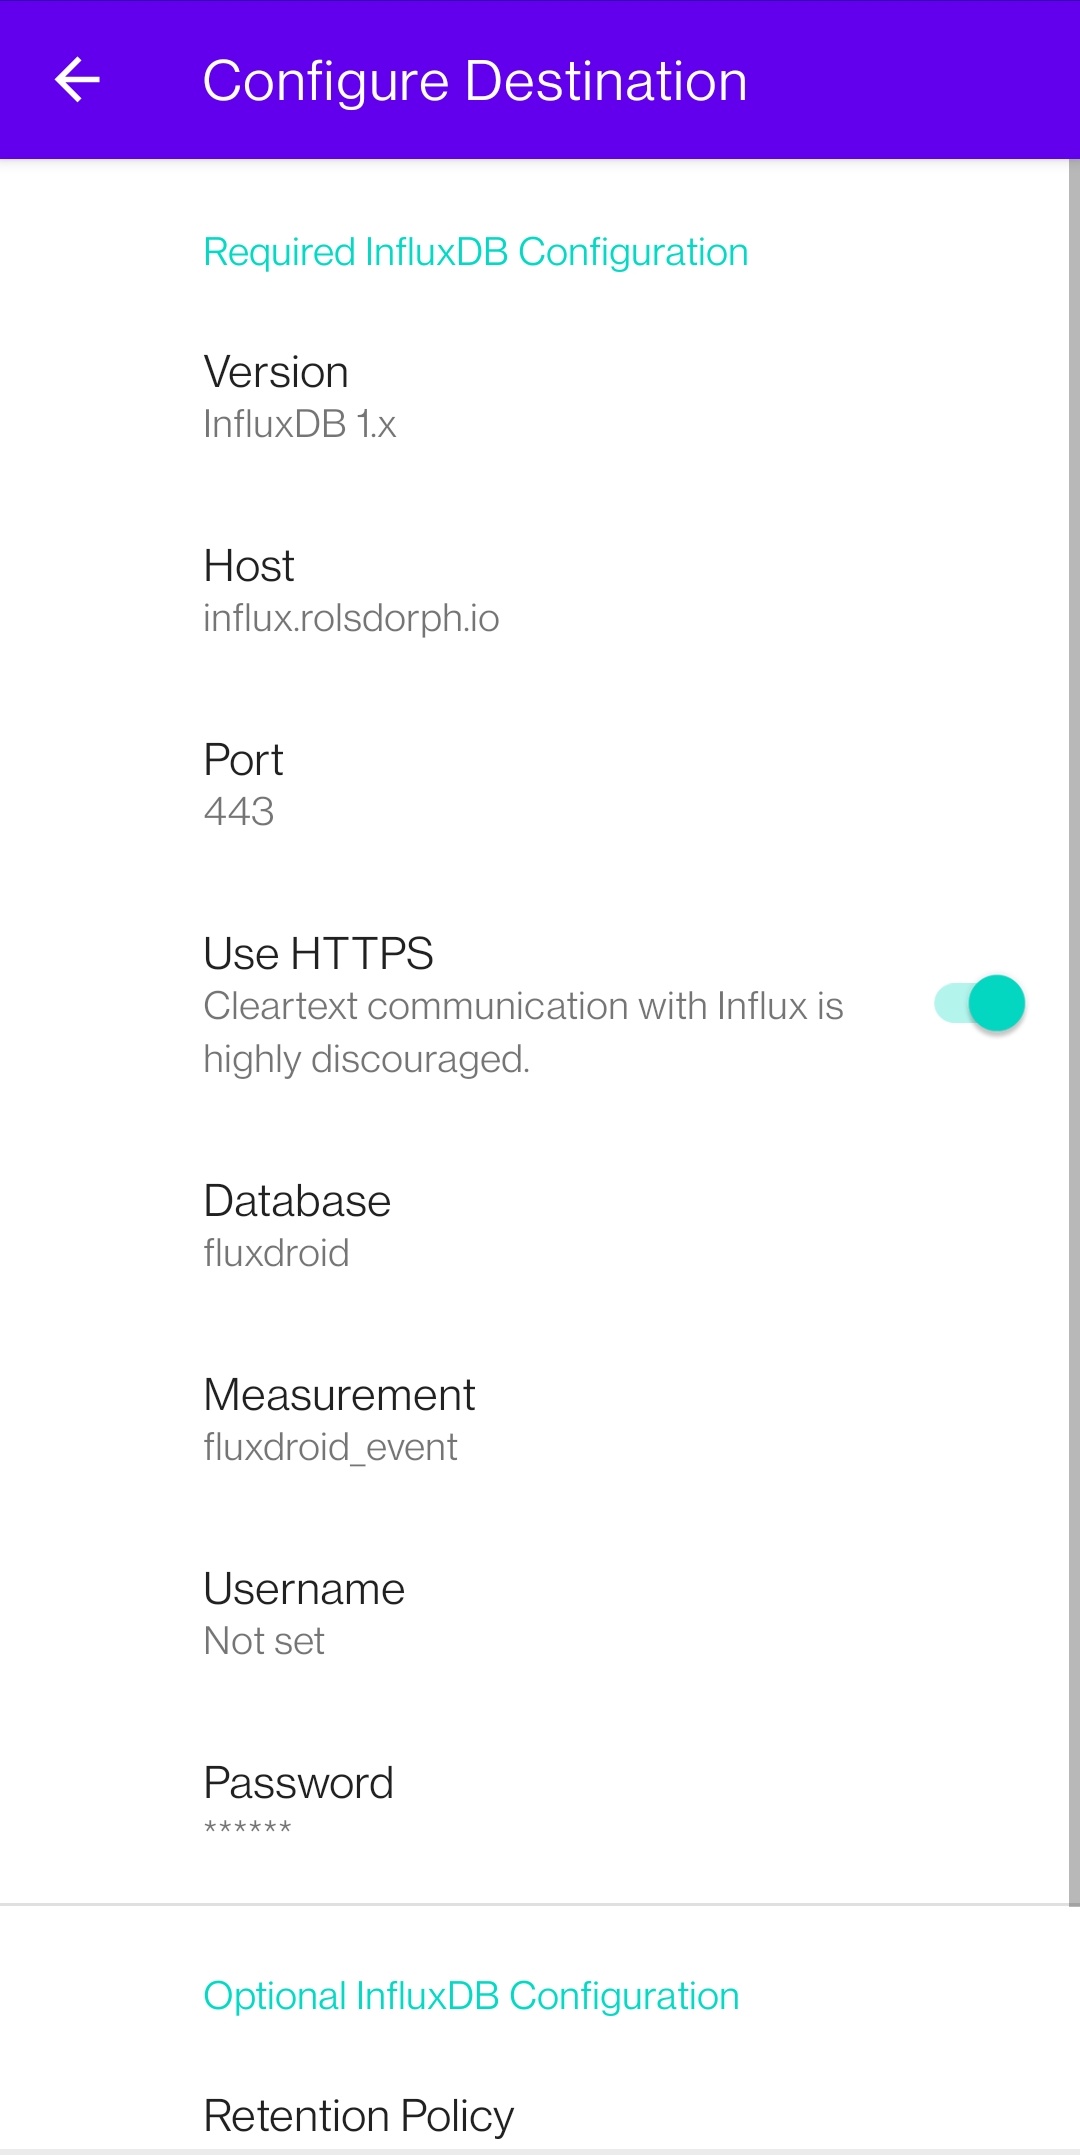 Configure Destination
Required InfluxDB Configuration
Version
InfluxDB 1.x
Host
influx.rolsdorph.io
Port
443
Use HTTPS
Cleartext communication with Influx is
highly discouraged.
Database
fluxdroid
Measurement
fluxdroid_event
Username
Not set
Password
******
Optional InfluxDB Configuration
Retention Policy